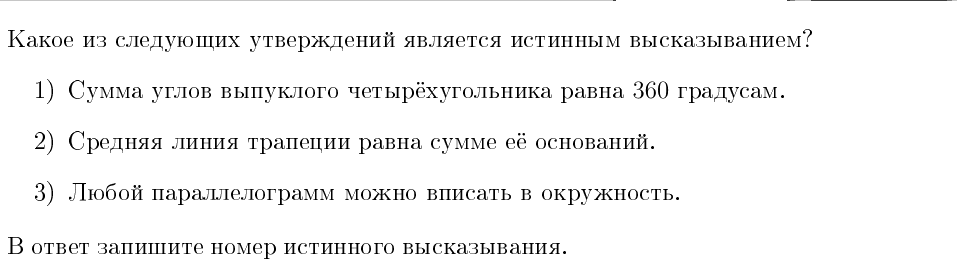 Какое из следующих утверждений является истинным высказыванием?
1) Сумма углов выпуклого четырёхугольника равна 360 градусам.
2) Средняя линия трапеции равна сумме её оснований.
3) Любой параллелограмм можно вписать в окружность.
В ответ запишите номер истинного высказывания.